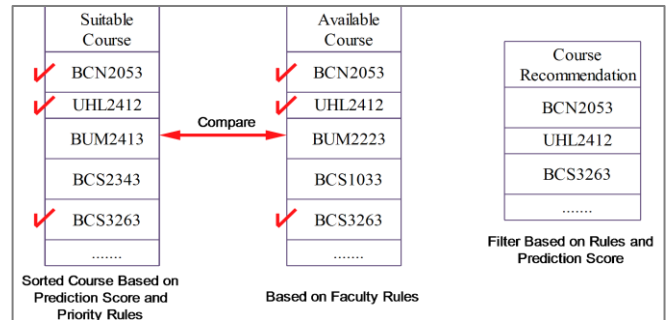 Suitable
Course
BCN2053
UHL2412
BUM2413
BCS2343
BCS3263
.......
Sorted Course Based on
Prediction Score and
Priority Rules
Compare
Available
Course
BCN2053
UHL2412
BUM2223
BCS1033
BCS3263
.......
Based on Faculty Rules
Course
Recommendation
BCN2053
UHL2412
BCS3263
.......
Filter Based on Rules and
Prediction Score